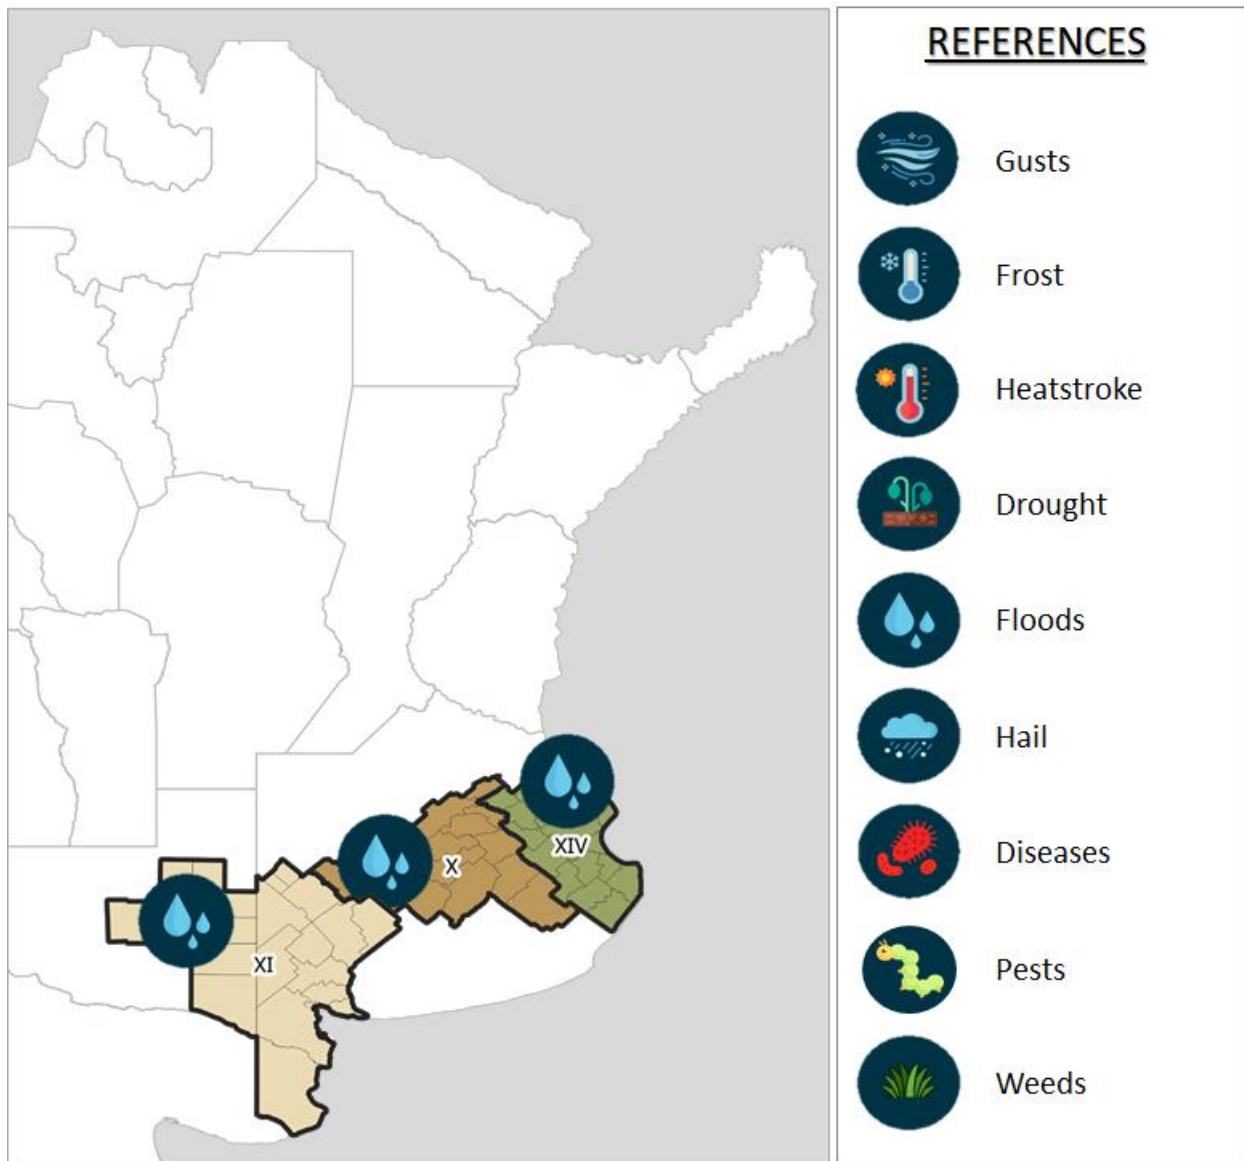 REFERENCES
Gusts
Frost
Heatstroke
Drought
Floods
Hail
Diseases
Pests
Weeds
XIV
X
XI